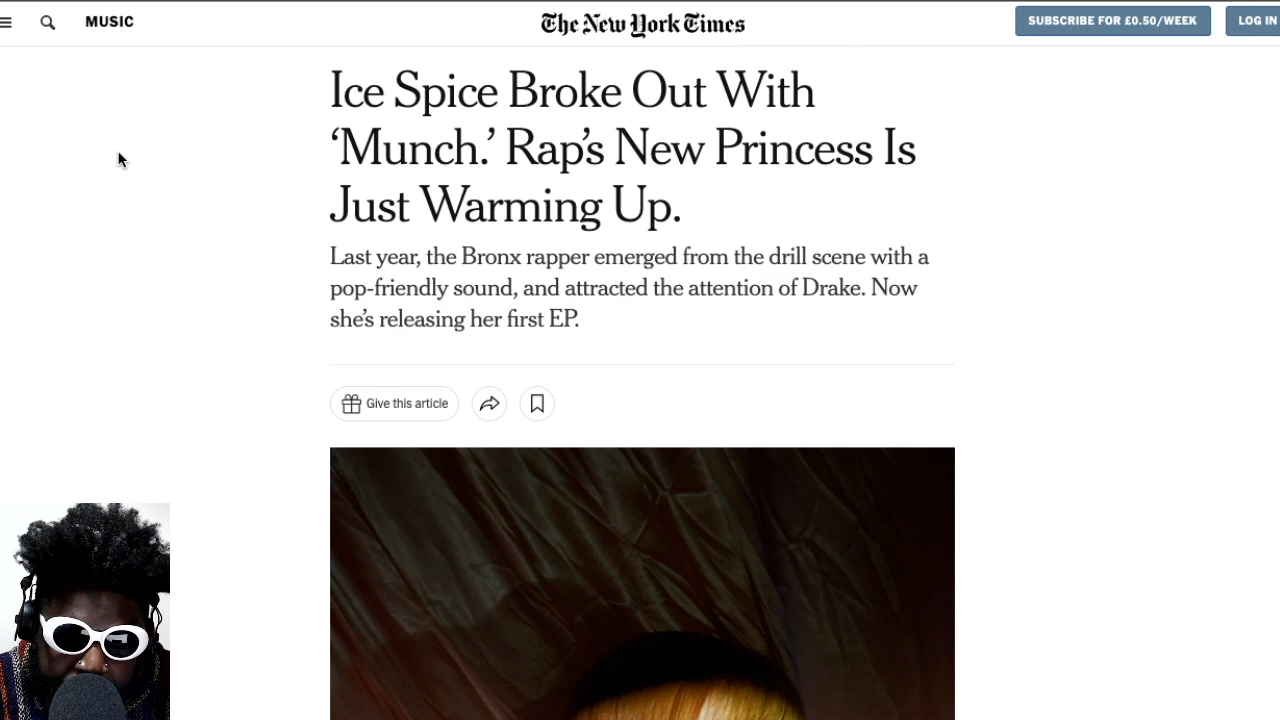 MUSIC
The New York Times
SUBSCRIBE FOR £0.50/WEEK
LOG IN
Ice Spice Broke Out With
‘Munch.’ Rap’s New Princess Is
Just Warming Up.
Last year, the Bronx rapper emerged from the drill scene with a
pop-friendly sound, and attracted the attention of Drake. Now
she’s releasing her first EP.
Give this article